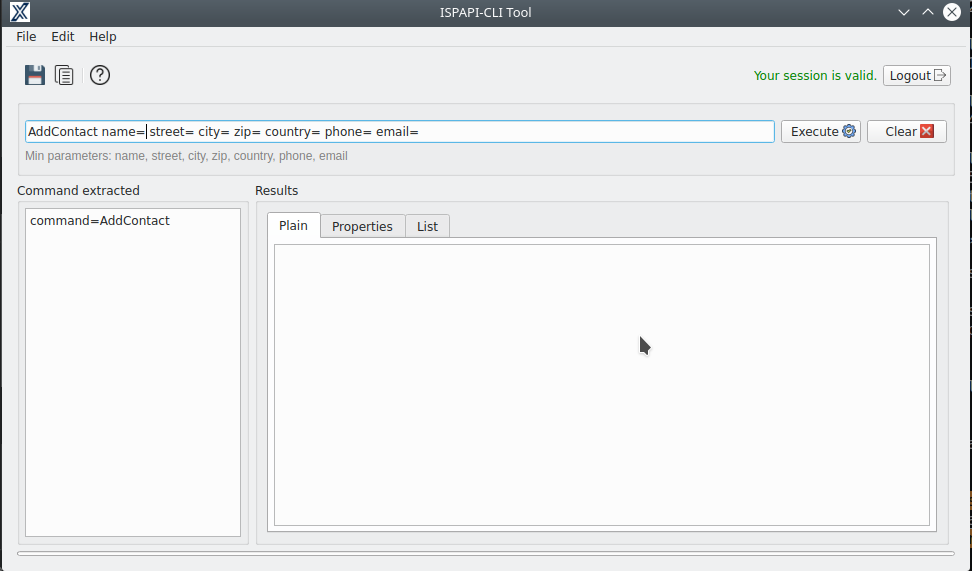 ISPAPI-CLI Tool
File Edit Help
Your session is valid. Logout
AddContact name= street= city= zip= country= phone= email= Execute Clear
Min parameters: name, street, city, zip, country, phone, email
Command extracted Results
command=AddContact
Plain Properties List